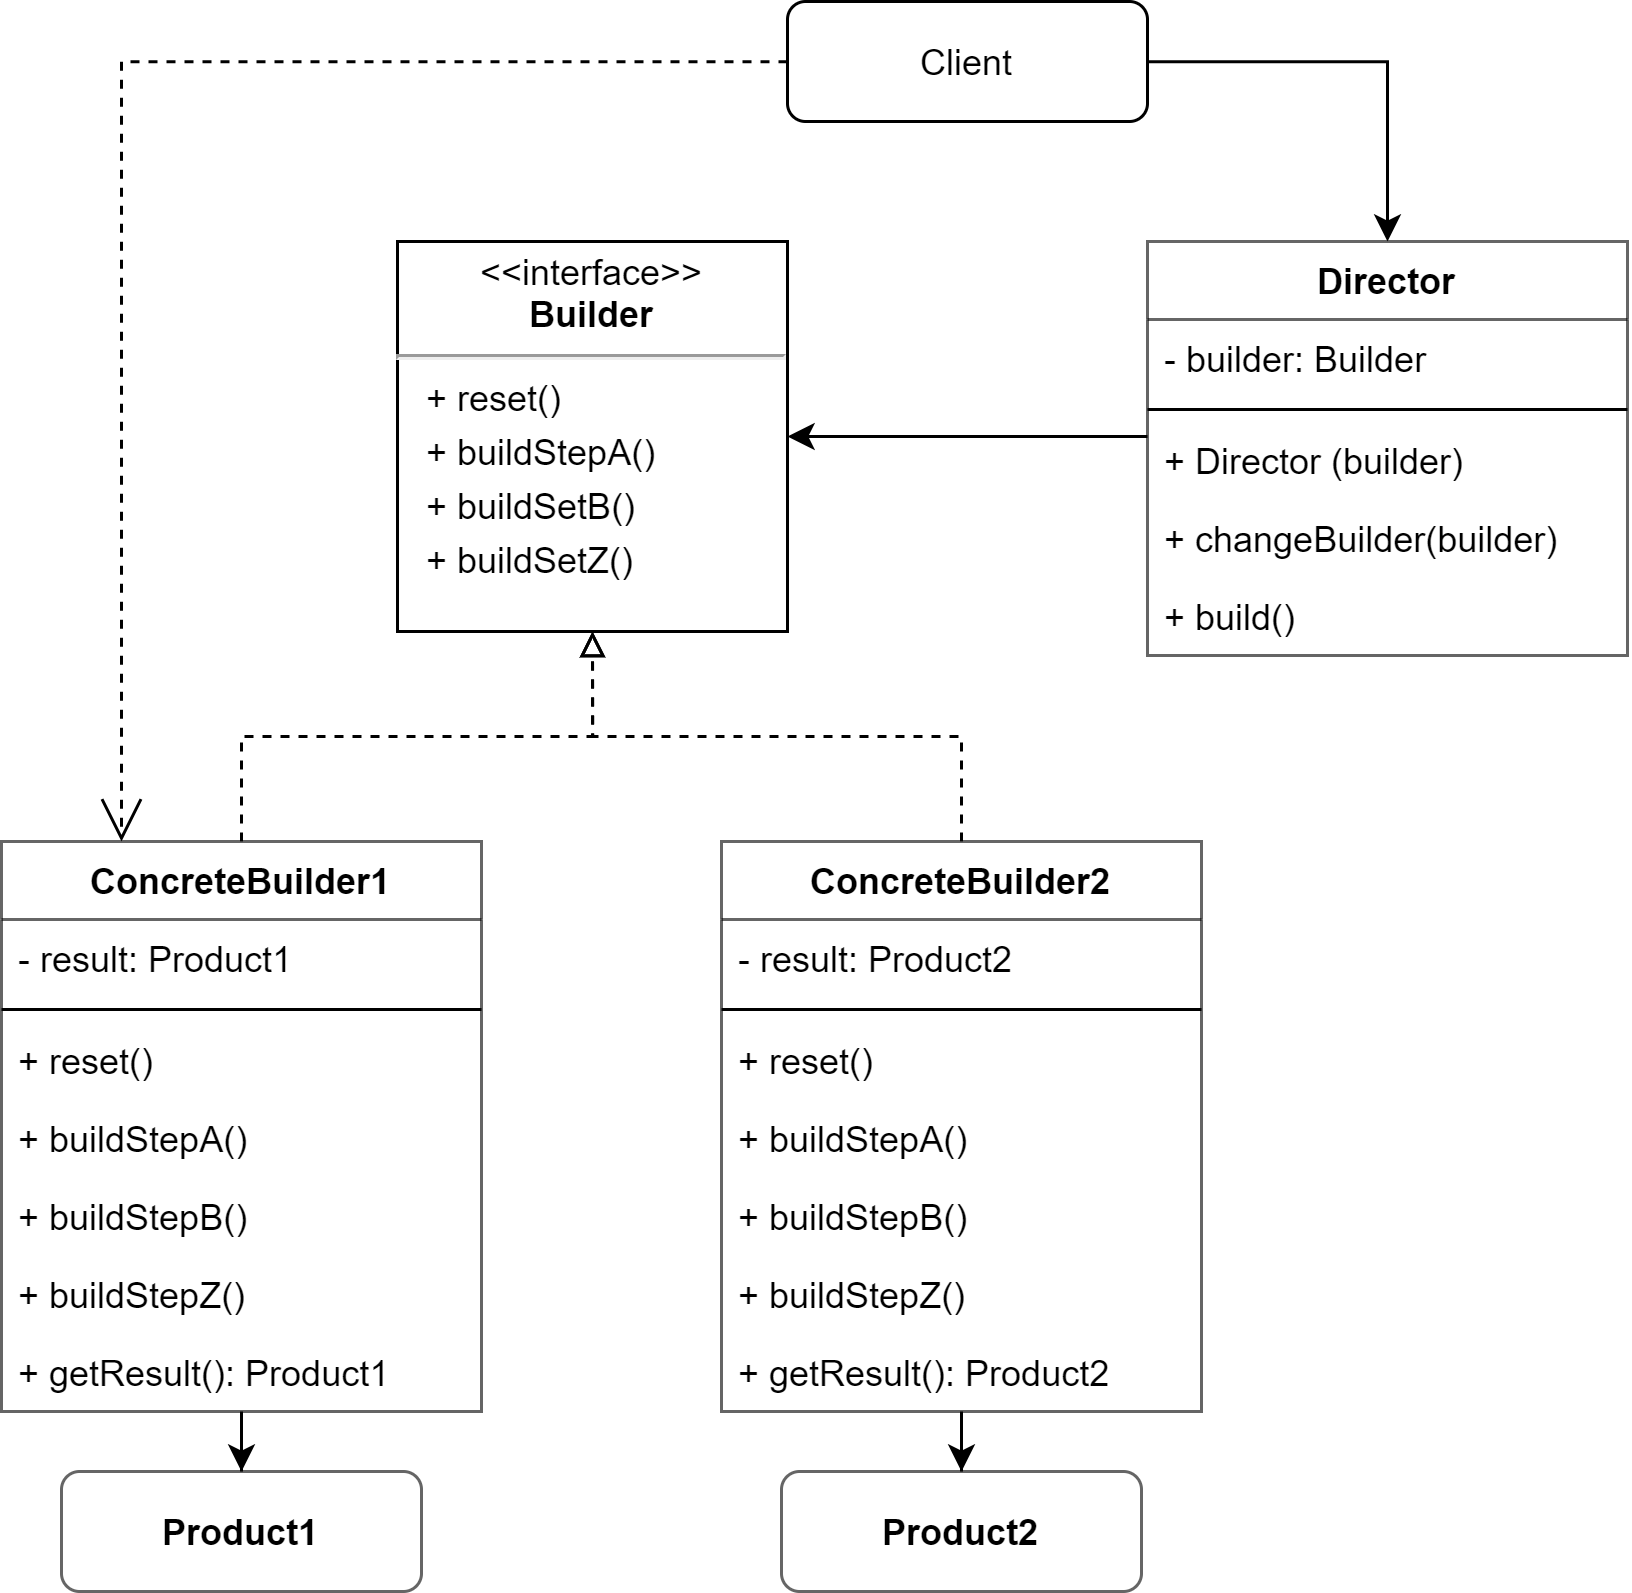 Client
<<interface>>
Builder
+ reset()
+ buildStepA()
+ buildSetB()
+ buildSetZ()
Director
- builder: Builder
+ Director (builder)
+ changeBuilder(builder)
+ build()
ConcreteBuilder1
- result: Product1
+ reset()
+ buildStepA()
+ buildStepB()
+ buildStepZ()
+ getResult(): Product1
ConcreteBuilder2
- result: Product2
+ reset()
+ buildStepA()
+ buildStepB()
+ buildStepZ()
+ getResult(): Product2
Product1
Product2